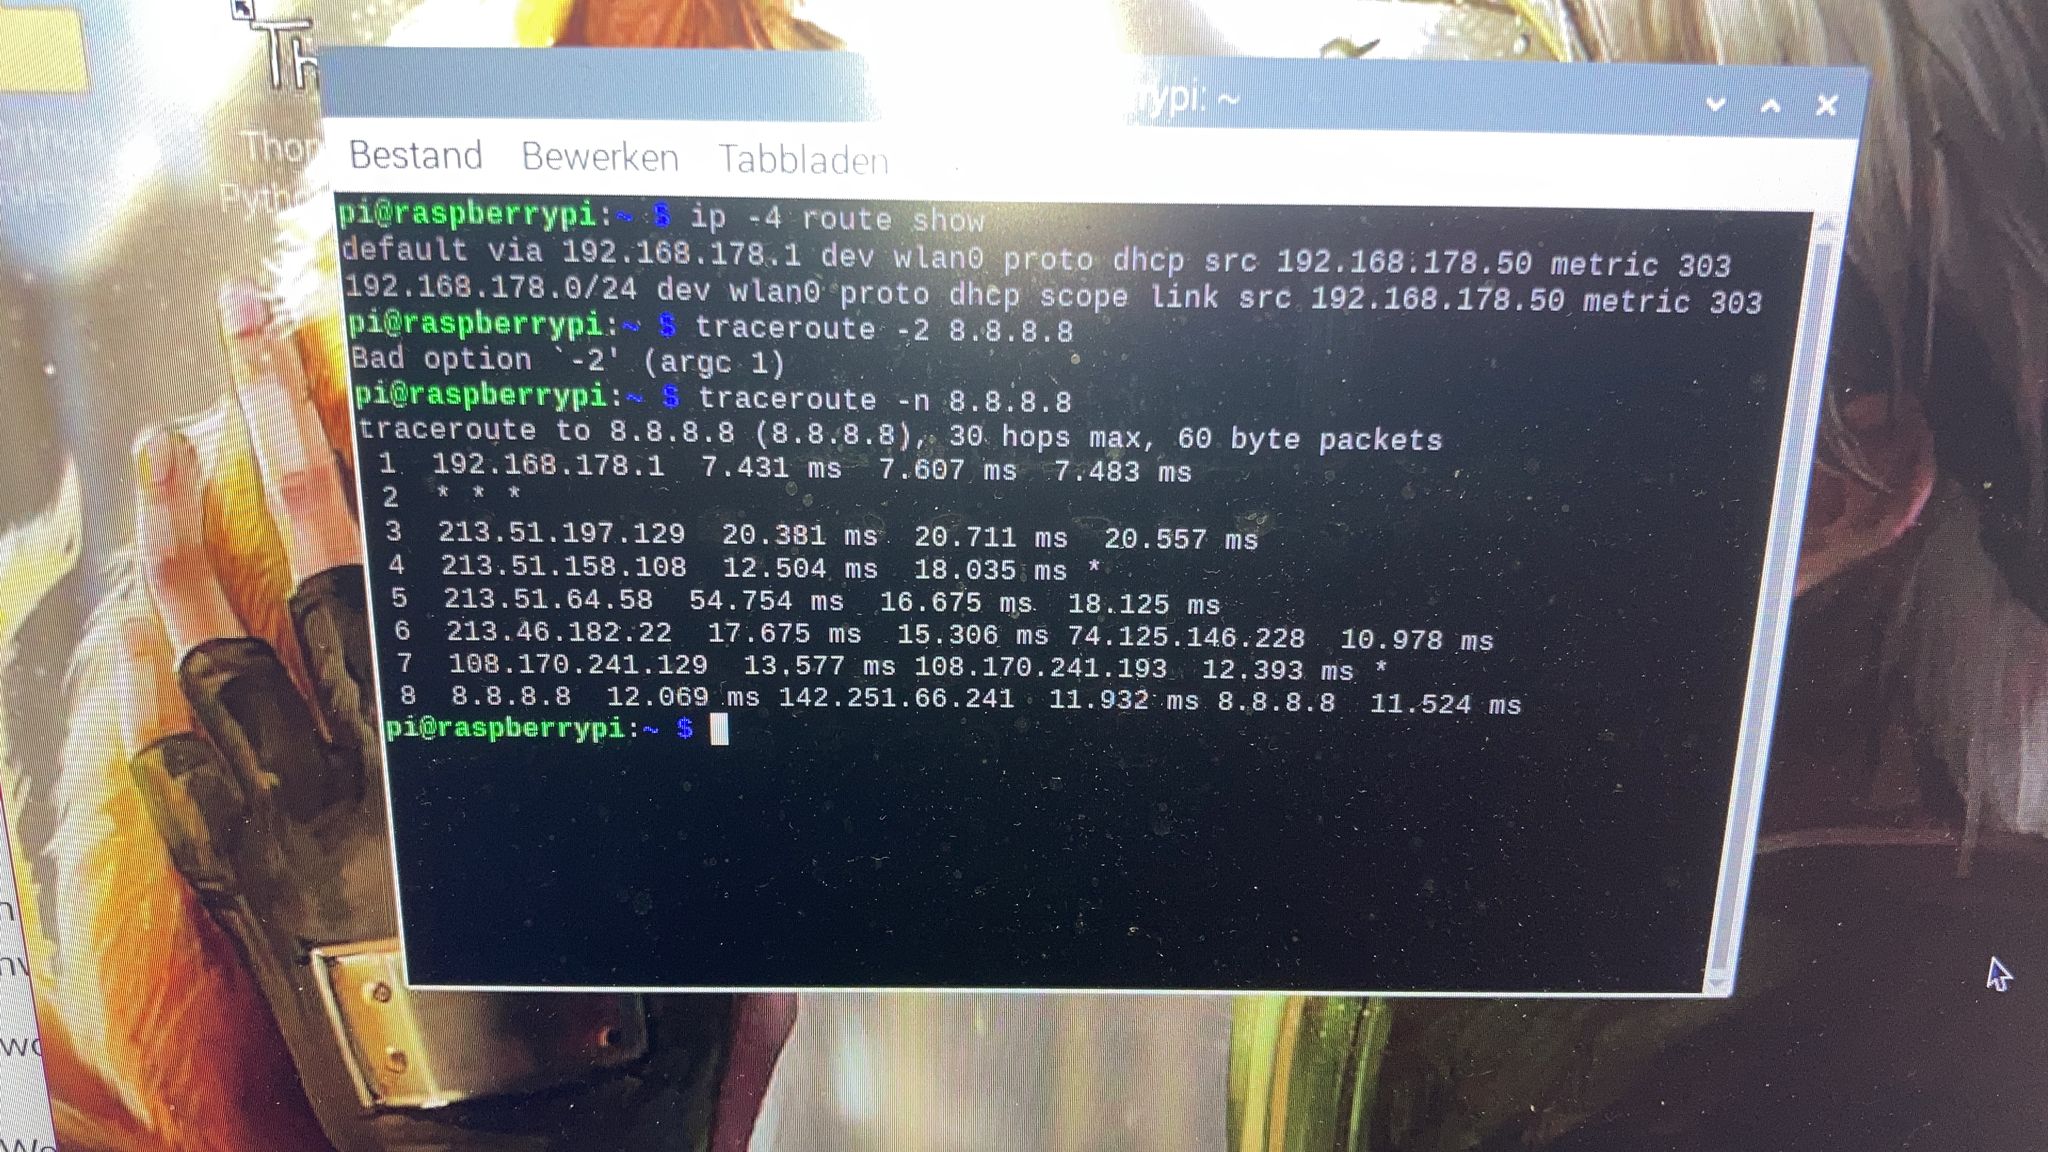 Th
rypi: ~
Bestand Bewerken Tabbladen
pi@raspberrypi:~ $ ip -4 route show
default via 192.168.178.1 dev wlan0 proto dhcp src 192.168.178.50 metric 303
192.168.178.0/24 dev wlan0 proto dhcp scope link src 192.168.178.50 metric 303
pi@raspberrypi:~ $ traceroute -2 8.8.8.8
Bad option `-2' (argc 1)
pi@raspberrypi:~ $ traceroute -n 8.8.8.8
traceroute to 8.8.8.8 (8.8.8.8), 30 hops max, 60 byte packets
1 192.168.178.1 7.431 ms 7.607 ms 7.483 ms
2 * * *
3 213.51.197.129 20.381 ms 20.711 ms 20.557 ms
4 213.51.158.108 12.504 ms 18.035 ms *
5 213.51.64.58 54.754 ms 16.675 ms 18.125 ms
6 213.46.182.22 17.675 ms 15.306 ms 74.125.146.228 10.978 ms
7 108.170.241.129 13.577 ms 108.170.241.193 12.393 ms *
8 8.8.8.8 12.069 ms 142.251.66.241 11.932 ms 8.8.8.8 11.524 ms
pi@raspberrypi:~ $